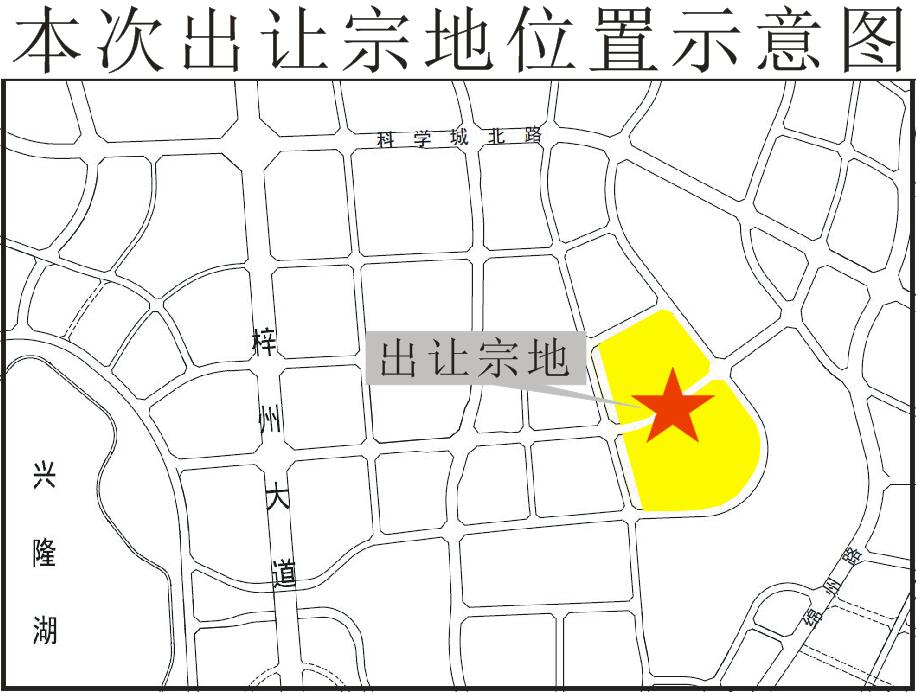 本次出让宗地位置示意图
科学城北路
梓州大道
出让宗地
兴隆湖
绵州路